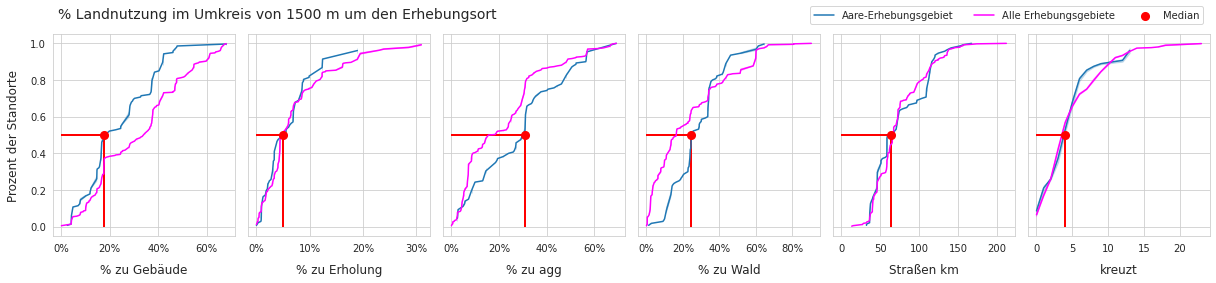 % Landnutzung im Umkreis von 1500 m um den Erhebungsort
Aare-Erhebungsgebiet Alle Erhebungsgebiete Median
Prozent der Standorte
1.0
0.8
0.6
0.4
0.2
0.0
0% 20% 40% 60%
% zu Gebäude
0% 10% 20% 30%
% zu Erholung
0% 20% 40% 60%
% zu agg
0% 20% 40% 60% 80%
% zu Wald
0 50 100 150 200
Straßen km
0 5 10 15 20
kreuzt